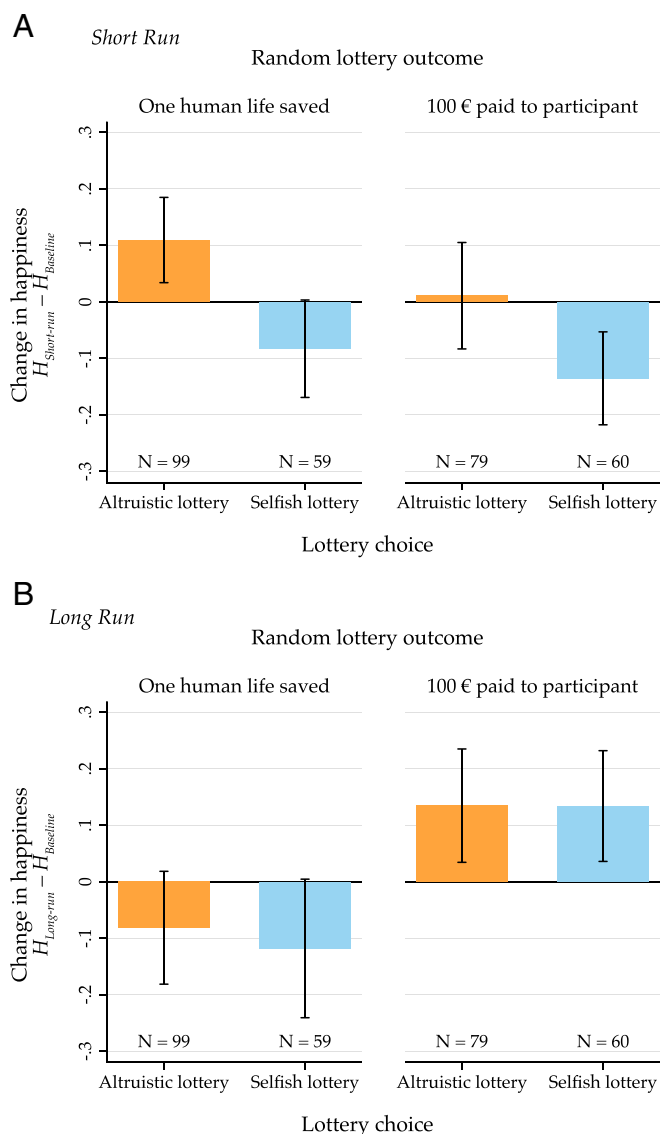 A
Short Run
Random lottery outcome
One human life saved
100 € paid to participant
Change in happiness
H Short-run − H Baseline
.3
.2
.1
0
-.1
-.2
-.3
N = 99
N = 59
N = 79
N = 60
Altruistic lottery
Selfish lottery
Altruistic lottery
Selfish lottery
Lottery choice
B
Long Run
Random lottery outcome
One human life saved
100 € paid to participant
Change in happiness
H Long-run − H Baseline
.3
.2
.1
0
-.1
-.2
-.3
N = 99
N = 59
N = 79
N = 60
Altruistic lottery
Selfish lottery
Altruistic lottery
Selfish lottery
Lottery choice